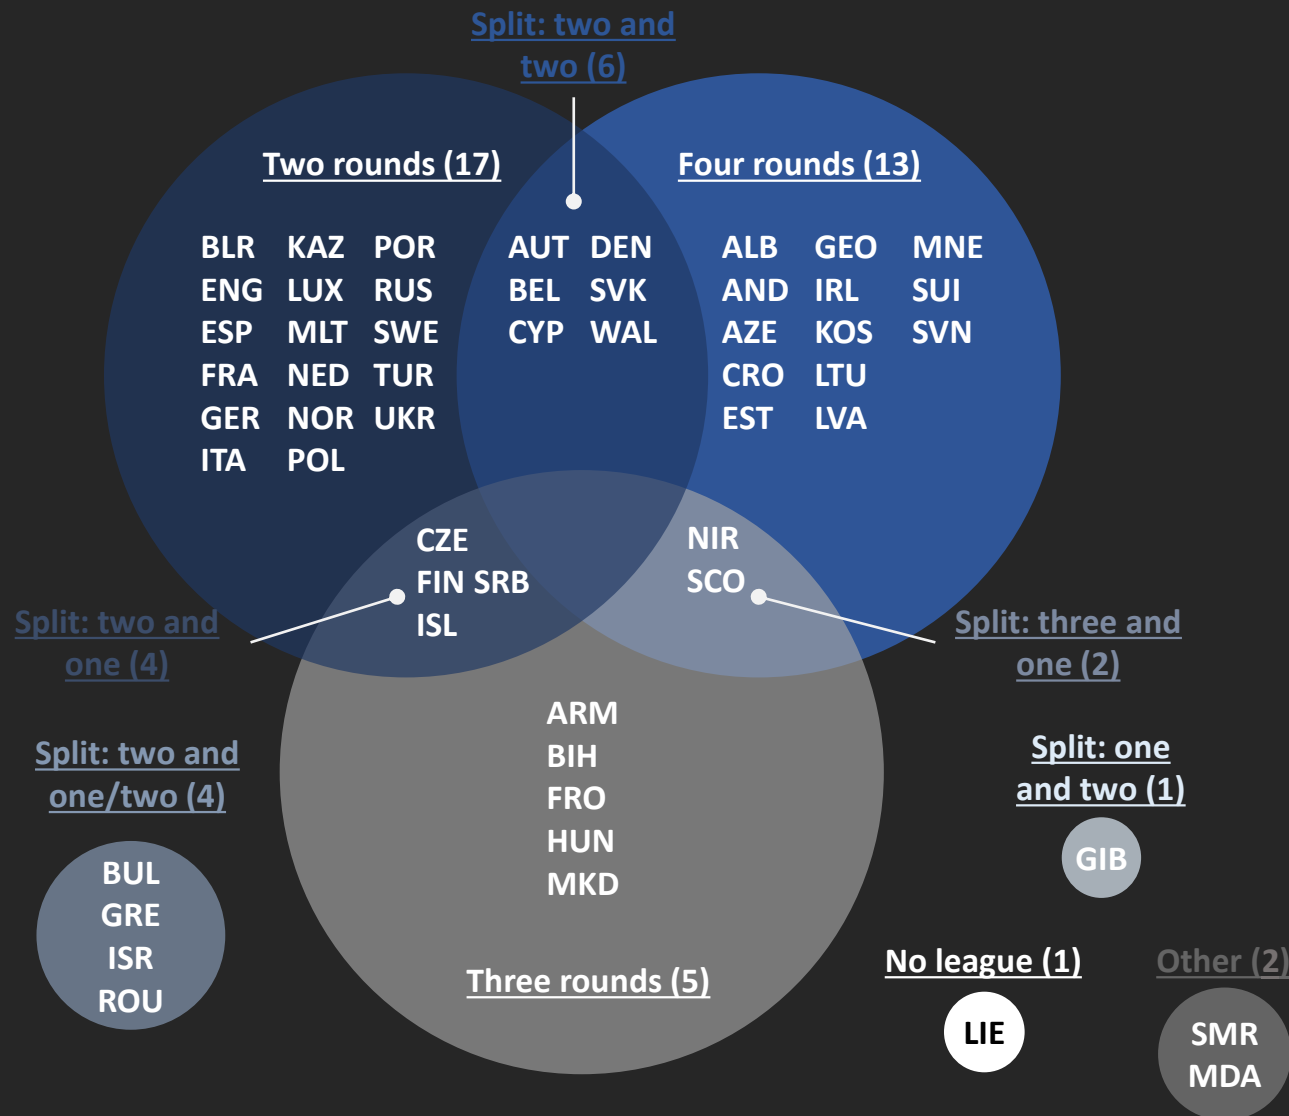 Split: two and
two (6)
Two rounds (17)
Four rounds (13)
BLR KAZ POR
ENG LUX RUS
ESP MLT SWE
FRA NED TUR
GER NOR UKR
ITA POL
AUT DEN
BEL SVK
CYP WAL
ALB GEO MNE
AND IRL SUI
AZE KOS SVN
CRO LTU
EST LVA
CZE
FIN SRB
ISL
NIR
SCO
Split: two and
one (4)
Split: three and
one (2)
ARM
BIH
FRO
HUN
MKD
Three rounds (5)
Split: two and
one/two (4)
BUL
GRE
ISR
ROU
Split: one
and two (1)
GIB
No league (1)
LIE
Other (2)
SMR
MDA